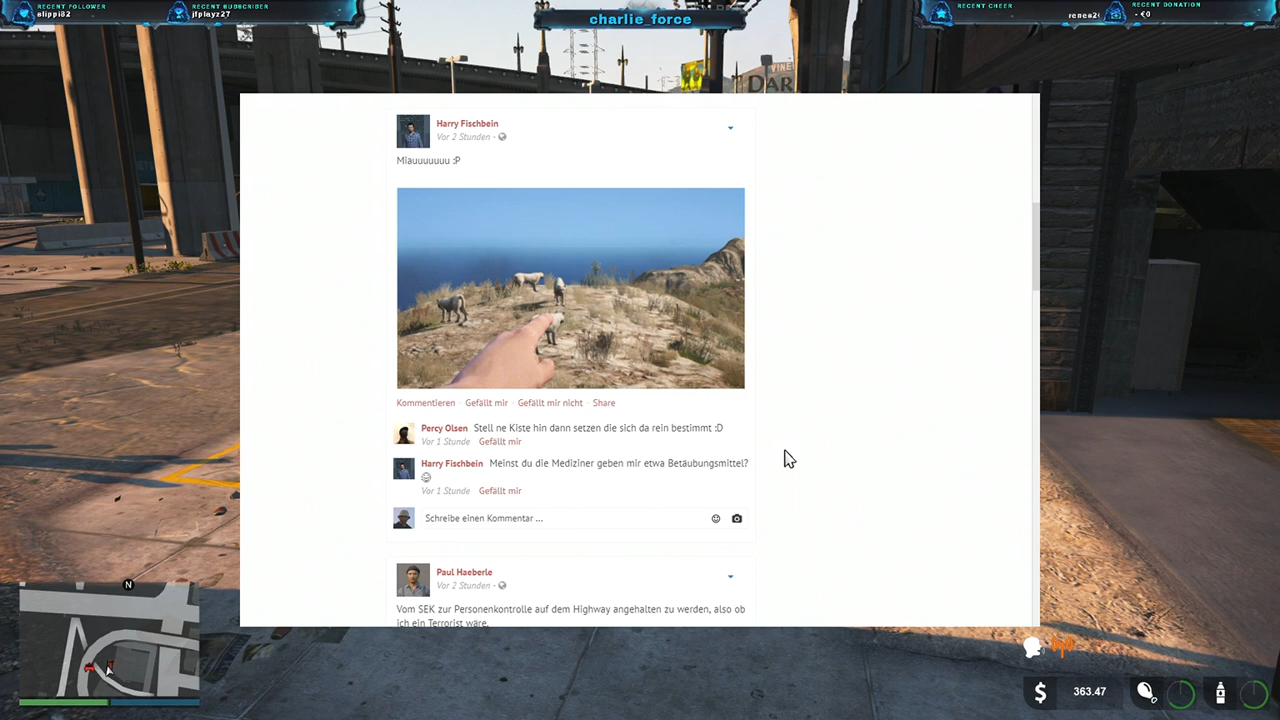 RECENT FOLLOWER
slippi82
RECENT SUBSCRIBER
jfplayz27
charlie_force
RECENT CHEER
renea2(
RECENT DONATION
- €0
VINE
DAR
Harry Fischbein
Vor 2 Stunden -
Miauuuuuuu :P
Kommentieren · Gefällt mir · Gefällt mir nicht · Share
Percy Olsen Stell ne Kiste hin dann setzen die sich da rein bestimmt :D
Vor 1 Stunde Gefällt mir
Harry Fischbein Meinst du die Mediziner geben mir etwa Betäubungsmittel?
Vor 1 Stunde Gefällt mir
Schreibe einen Kommentar ...
Paul Haeberle
Vor 2 Stunden -
Vom SEK zur Personenkontrolle auf dem Highway angehalten zu werden, also ob
ich ein Terrorist wäre.
N
$ 363.47